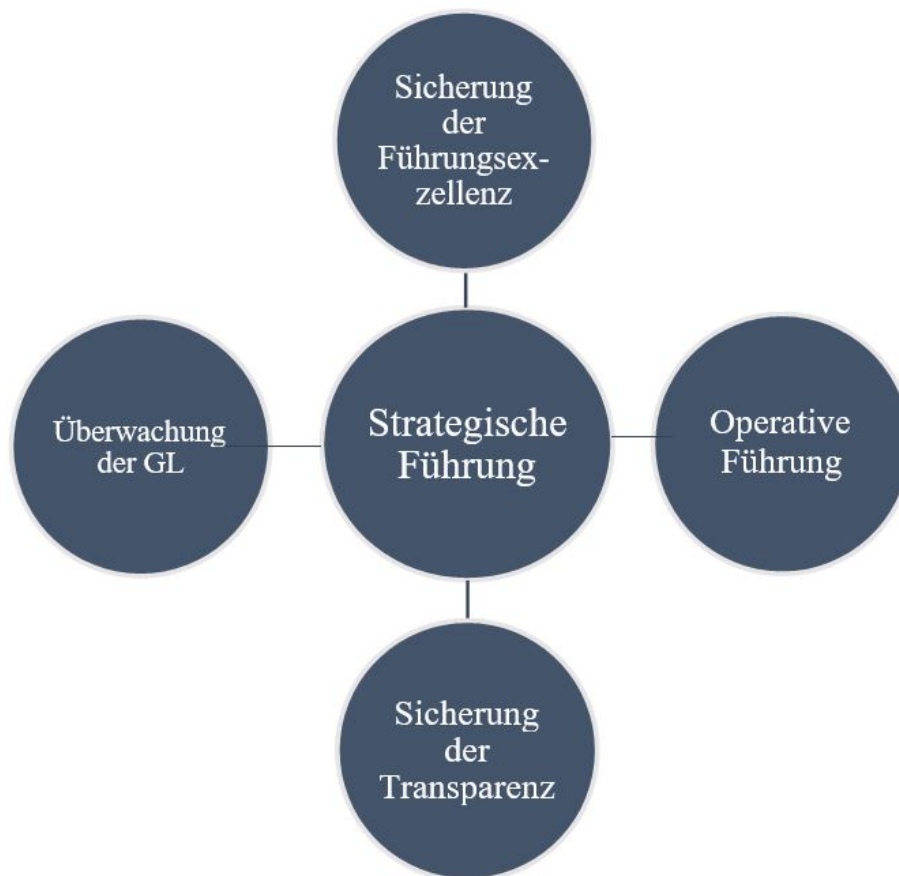 Sicherung
der
Führungsex-
zellenz
Überwachung
der GL
Strategische
Führung
Operative
Führung
Sicherung
der
Transparenz